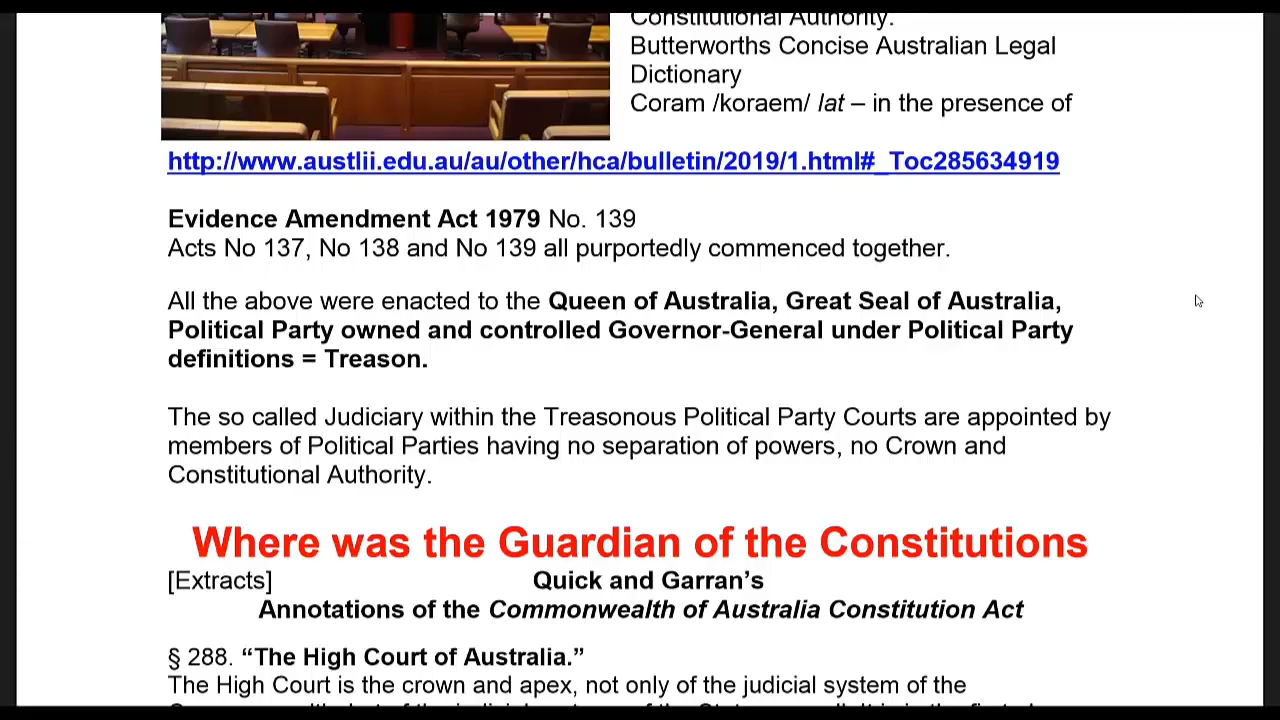 Constitutional Authority.
Butterworths Concise Australian Legal
Dictionary
Coram /koraem/ lat – in the presence of
http://www.austlii.edu.au/au/other/hca/bulletin/2019/1.html#_Toc285634919
Evidence Amendment Act 1979 No. 139
Acts No 137, No 138 and No 139 all purportedly commenced together.
All the above were enacted to the Queen of Australia, Great Seal of Australia,
Political Party owned and controlled Governor-General under Political Party
definitions = Treason.
The so called Judiciary within the Treasonous Political Party Courts are appointed by
members of Political Parties having no separation of powers, no Crown and
Constitutional Authority.
Where was the Guardian of the Constitutions
[Extracts] Quick and Garran’s
Annotations of the Commonwealth of Australia Constitution Act
§ 288. “The High Court of Australia.”
The High Court is the crown and apex, not only of the judicial system of the